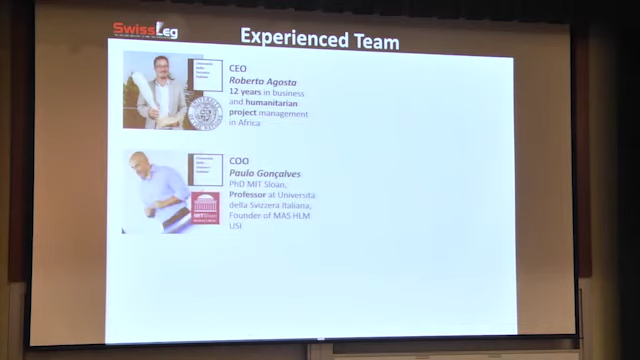 SwissLeg
Experienced Team
CEO
Roberto Agosta
12 years in business
and humanitarian
project management
in Africa
COO
Paulo Gonçalves
PhD MIT Sloan,
Professor at Università
della Svizzera Italiana,
Founder of MAS HLM
USI